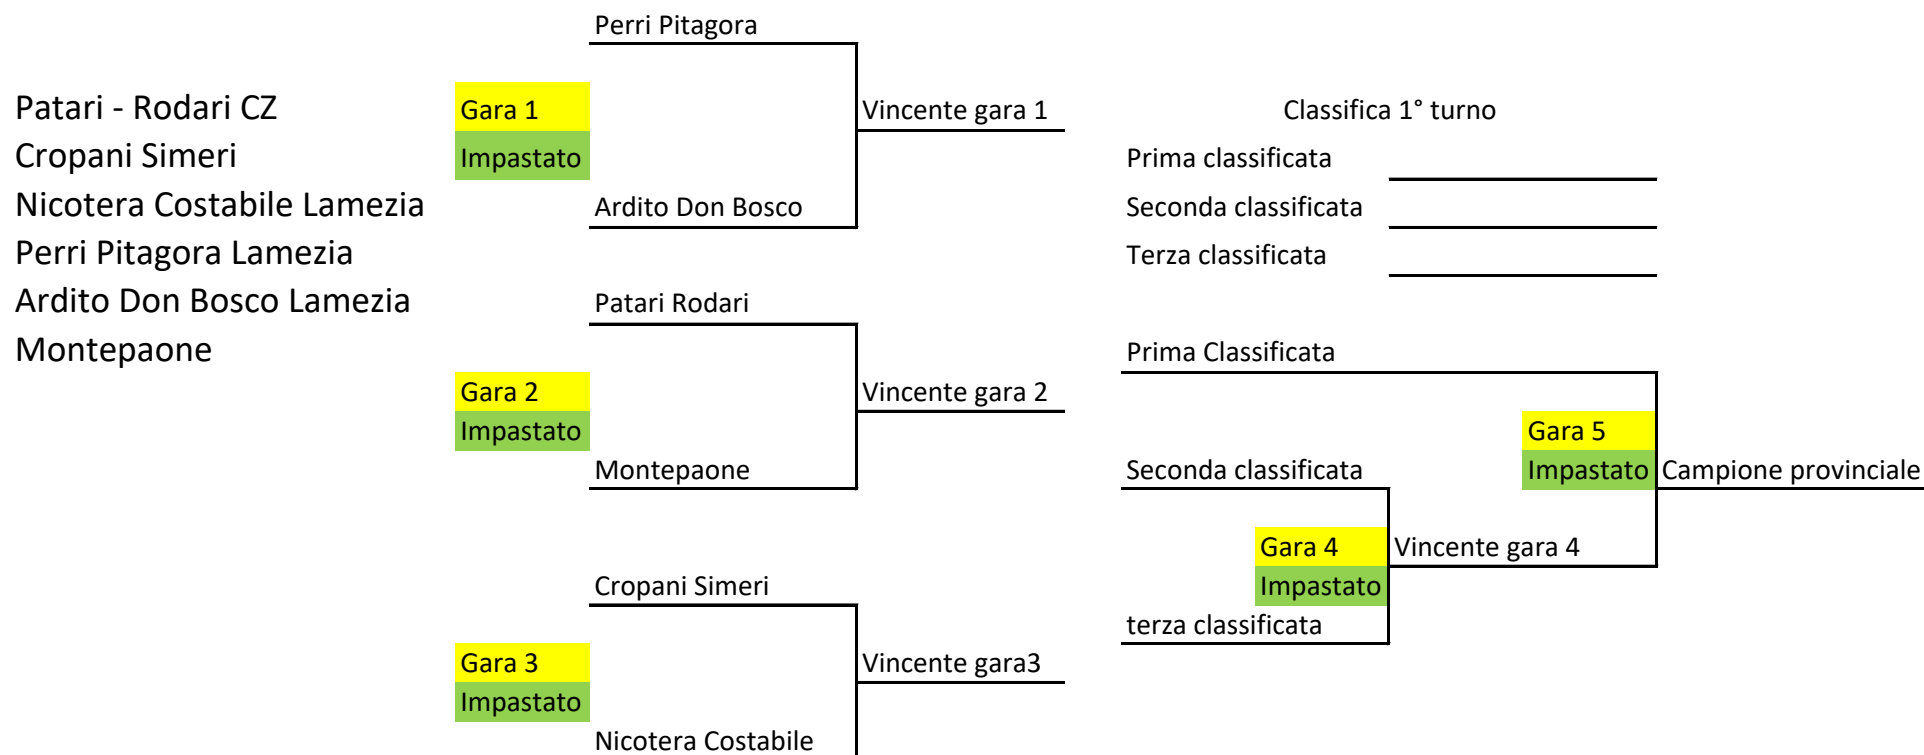 Patari - Rodari CZ
Cropani Simeri
Nicotera Costabile Lamezia
Perri Pitagora Lamezia
Ardito Don Bosco Lamezia
Montepaone
Perri Pitagora
Gara 1
Impastato
Vincente gara 1
Ardito Don Bosco
Patari Rodari
Gara 2
Impastato
Vincente gara 2
Montepaone
Cropani Simeri
Gara 3
Impastato
Vincente gara3
Nicotera Costabile
Classifica 1° turno
Prima classificata
Seconda classificata
Terza classificata
Prima Classificata
Gara 5
Impastato
Campione provinciale
Seconda classificata
Gara 4
Impastato
Vincente gara 4
terza classificata